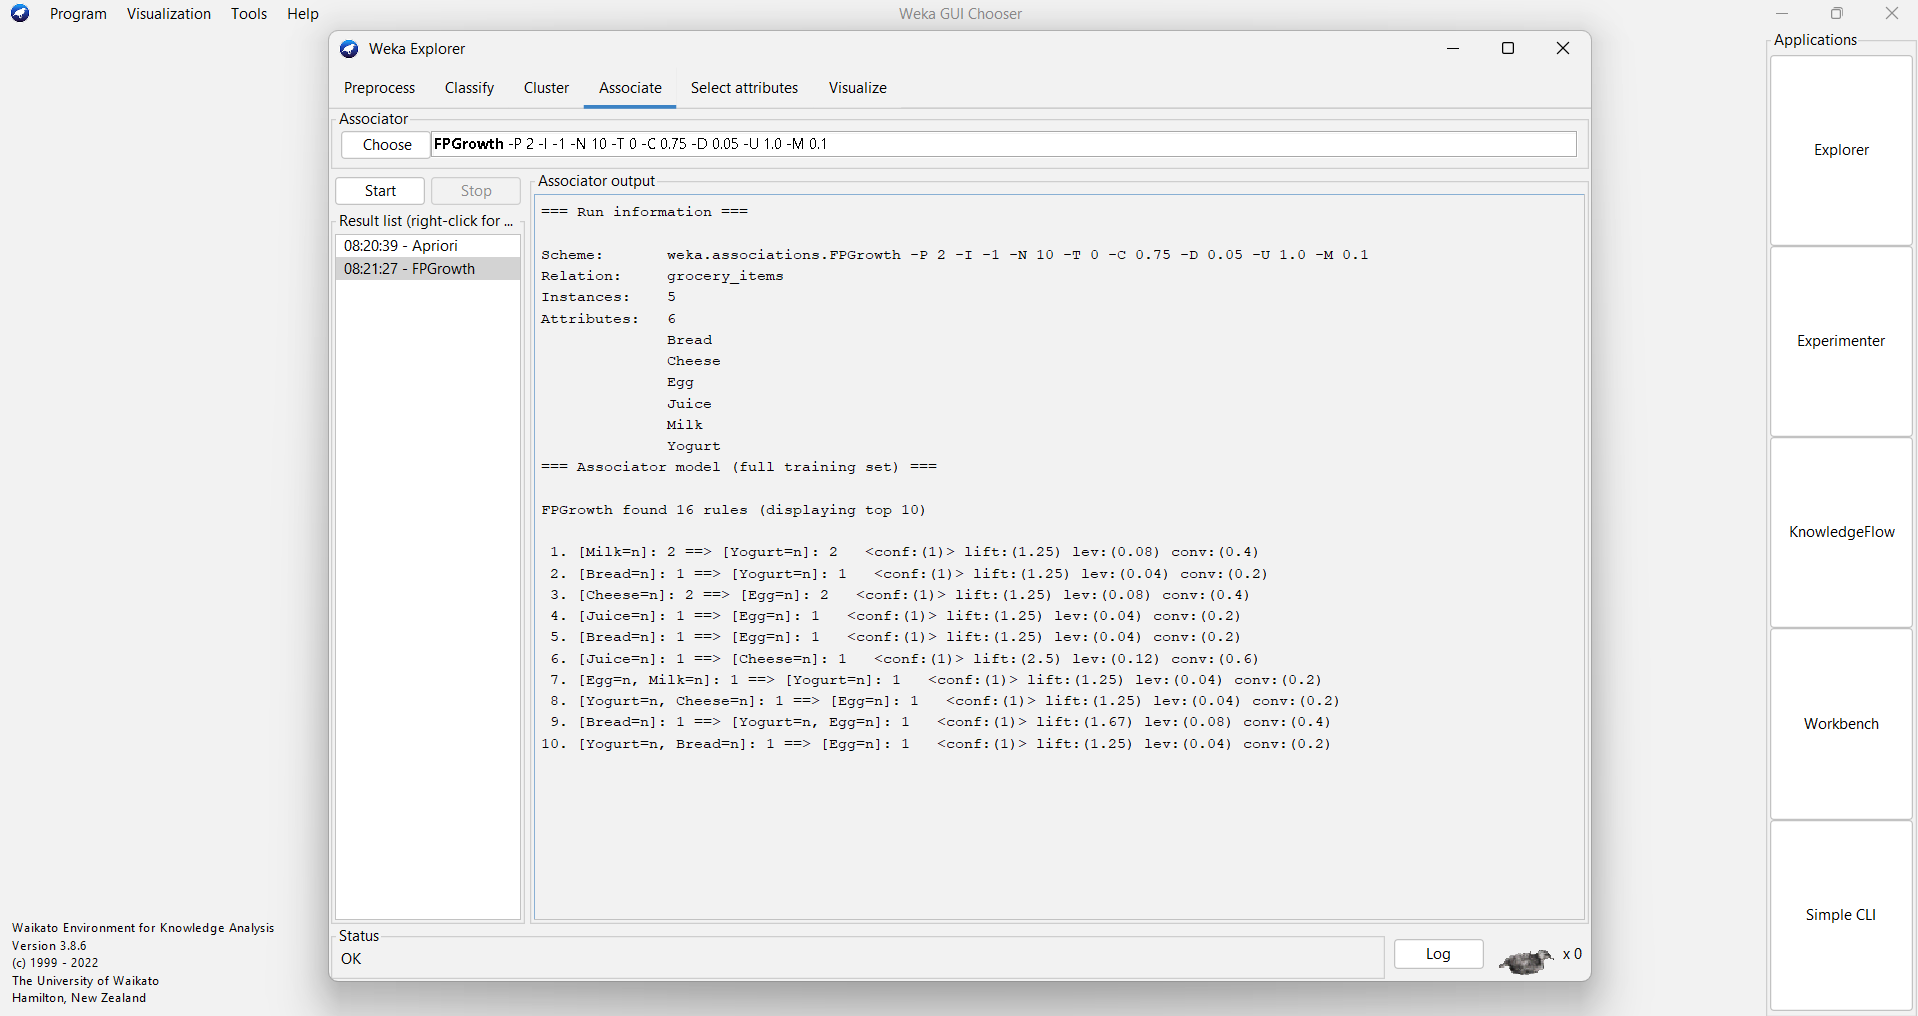 Program Visualization Tools Help
Weka GUI Chooser
Applications
Weka Explorer
Preprocess Classify Cluster Associate Select attributes Visualize
Associator
Choose FPGrowth -P 2 -I -1 -N 10 -T 0 -C 0.75 -D 0.05 -U 1.0 -M 0.1
Start Stop
Result list (right-click for ...
08:20:39 - Apriori
08:21:27 - FPGrowth
Associator output
=== Run information ===
Scheme: weka.associations.FPGrowth -P 2 -I -1 -N 10 -T 0 -C 0.75 -D 0.05 -U 1.0 -M 0.1
Relation: grocery_items
Instances: 5
Attributes: 6
Bread
Cheese
Egg
Juice
Milk
Yogurt
=== Associator model (full training set) ===
FPGrowth found 16 rules (displaying top 10)
1. [Milk=n]: 2 ==> [Yogurt=n]: 2 <conf:(1)> lift:(1.25) lev:(0.08) conv:(0.4)
2. [Bread=n]: 1 ==> [Yogurt=n]: 1 <conf:(1)> lift:(1.25) lev:(0.04) conv:(0.2)
3. [Cheese=n]: 2 ==> [Egg=n]: 2 <conf:(1)> lift:(1.25) lev:(0.08) conv:(0.4)
4. [Juice=n]: 1 ==> [Egg=n]: 1 <conf:(1)> lift:(1.25) lev:(0.04) conv:(0.2)
5. [Bread=n]: 1 ==> [Egg=n]: 1 <conf:(1)> lift:(1.25) lev:(0.04) conv:(0.2)
6. [Juice=n]: 1 ==> [Cheese=n]: 1 <conf:(1)> lift:(2.5) lev:(0.12) conv:(0.6)
7. [Egg=n, Milk=n]: 1 ==> [Yogurt=n]: 1 <conf:(1)> lift:(1.25) lev:(0.04) conv:(0.2)
8. [Yogurt=n, Cheese=n]: 1 ==> [Egg=n]: 1 <conf:(1)> lift:(1.25) lev:(0.04) conv:(0.2)
9. [Bread=n]: 1 ==> [Yogurt=n, Egg=n]: 1 <conf:(1)> lift:(1.67) lev:(0.08) conv:(0.4)
10. [Yogurt=n, Bread=n]: 1 ==> [Egg=n]: 1 <conf:(1)> lift:(1.25) lev:(0.04) conv:(0.2)
Status
OK
Log
x 0
Explorer
Experimenter
KnowledgeFlow
Workbench
Simple CLI
Waikato Environment for Knowledge Analysis
Version 3.8.6
(c) 1999 - 2022
The University of Waikato
Hamilton, New Zealand